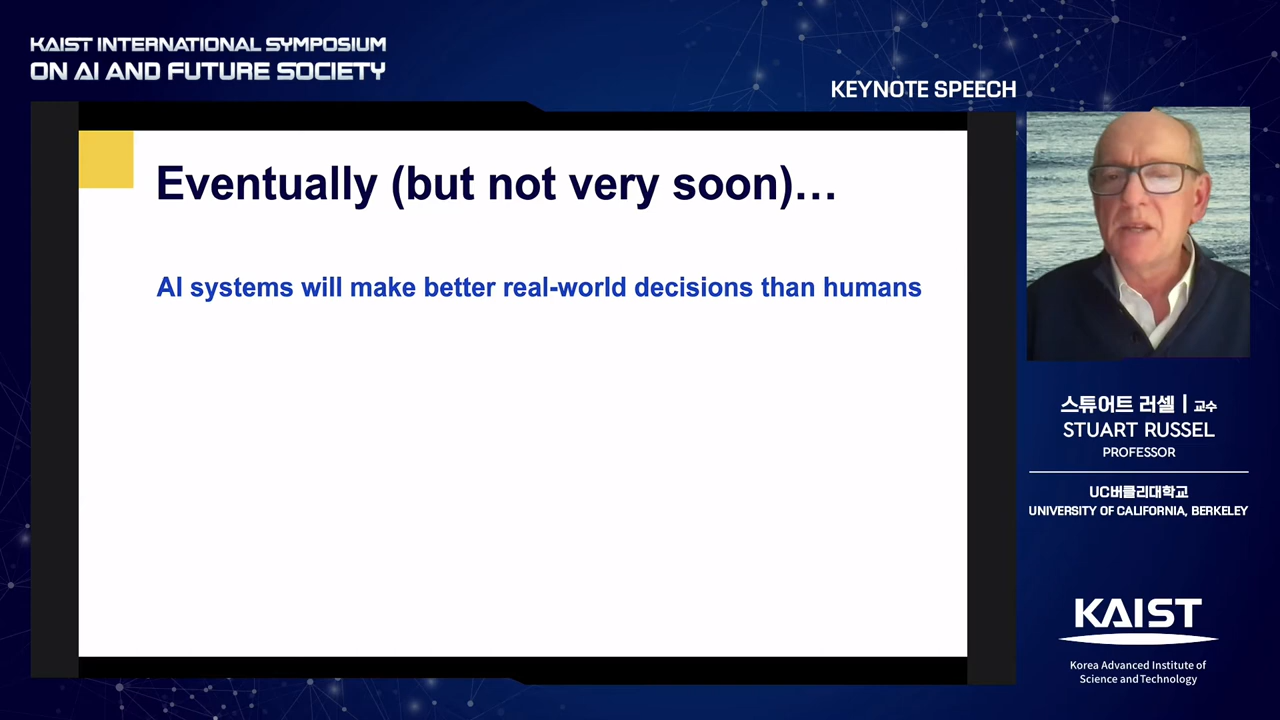 KAIST INTERNATIONAL SYMPOSIUM
ON AI AND FUTURE SOCIETY
KEYNOTE SPEECH
Eventually (but not very soon)…
AI systems will make better real-world decisions than humans
스튜어트 러셀 | 교수
STUART RUSSEL
PROFESSOR
UC버클리대학교
UNIVERSITY OF CALIFORNIA, BERKELEY
KAIST
Korea Advanced Institute of
Science and Technology